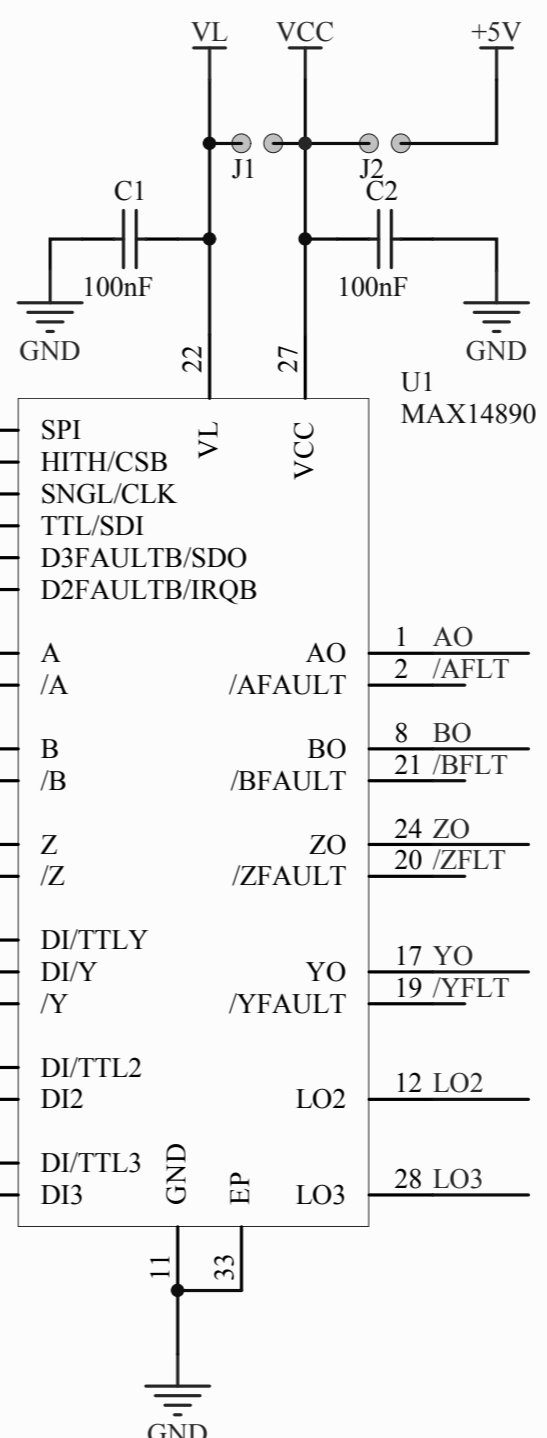 VL VCC +5V
J1 J2
C1 C2
100nF 100nF
GND GND
22 27
U1
MAX14890
VL VCC
SPI
HITH/CSB
SNGL/CLK
TTL/SDI
D3FAULTB/SDO
D2FAULTB/IRQB
A AO 1 AO
/A /AFAULT 2 /AFLT
B BO 8 BO
/B /BFAULT 21 /BFLT
Z ZO 24 ZO
/Z /ZFAULT 20 /ZFLT
DI/TTLY
DI/Y YO 17 YO
/Y /YFAULT 19 /YFLT
DI/TTL2
DI2 LO2 12 LO2
DI/TTL3
DI3 LO3 28 LO3
GND EP
11 33
GND